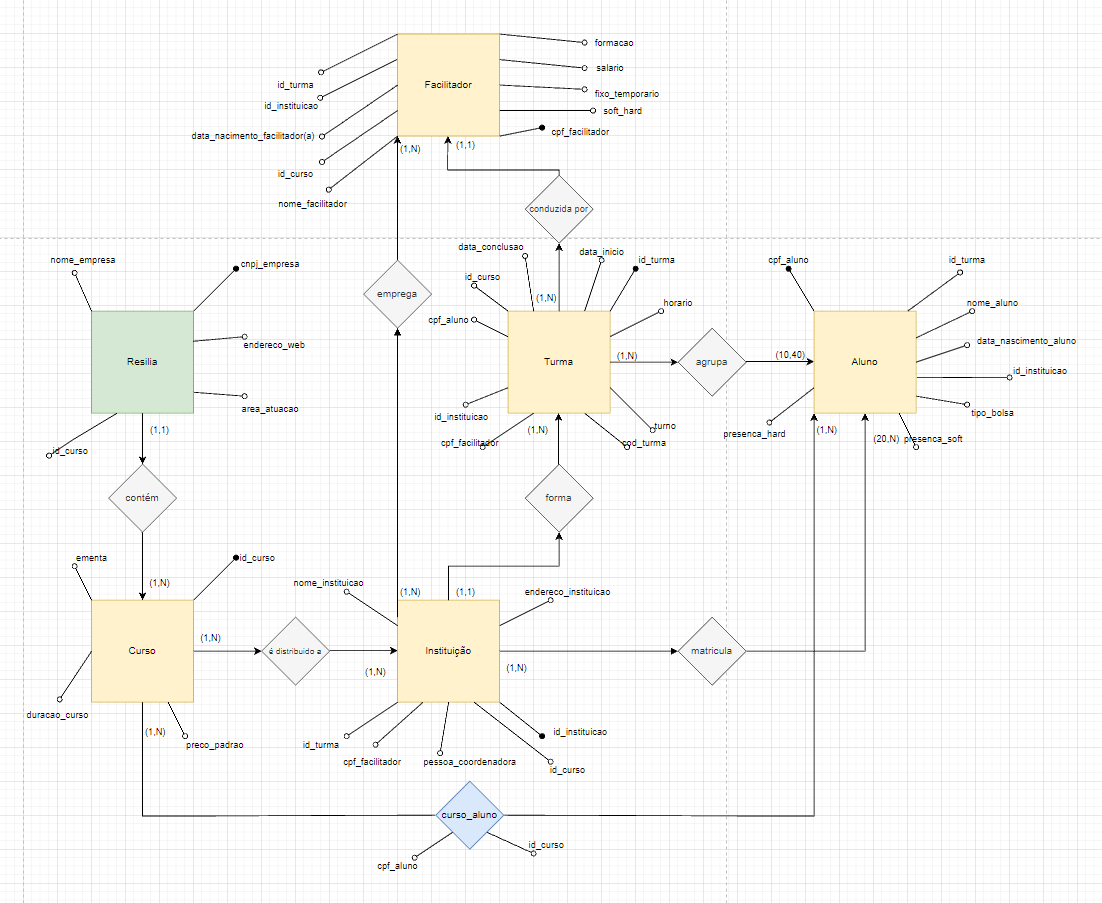 formacao
salario
fixo_temporario
soft_hard
cpf_facilitador
Facilitador
id_turma
id_instituicao
data_nacimento_facilitador(a)
id_curso
nome_facilitador
(1,N)
(1,1)
conduzida por
emprega
nome_empresa
cnpj_empresa
endereco_web
area_atuacao
id_curso
Resilia
(1,1)
contém
(1,N)
data_conclusao
data_inicio
id_turma
id_curso
(1,N)
horario
cpf_aluno
Turma
(1,N)
agrupa
(10,40)
id_instituicao
cpf_facilitador
(1,N)
cod_turma
turno
forma
cpf_aluno
id_turma
nome_aluno
data_nascimento_aluno
id_instituicao
tipo_bolsa
Aluno
presenca_hard
(1,N)
(20,N)
presenca_soft
ementa
id_curso
Curso
(1,N)
é distribuido a
(1,N)
duracao_curso
(1,N)
preco_padrao
nome_instituicao
(1,N)
(1,1)
endereco_instituicao
Instituição
(1,N)
matricula
id_turma
cpf_facilitador
pessoa_coordenadora
id_instituicao
id_curso
curso_aluno
cpf_aluno
id_curso